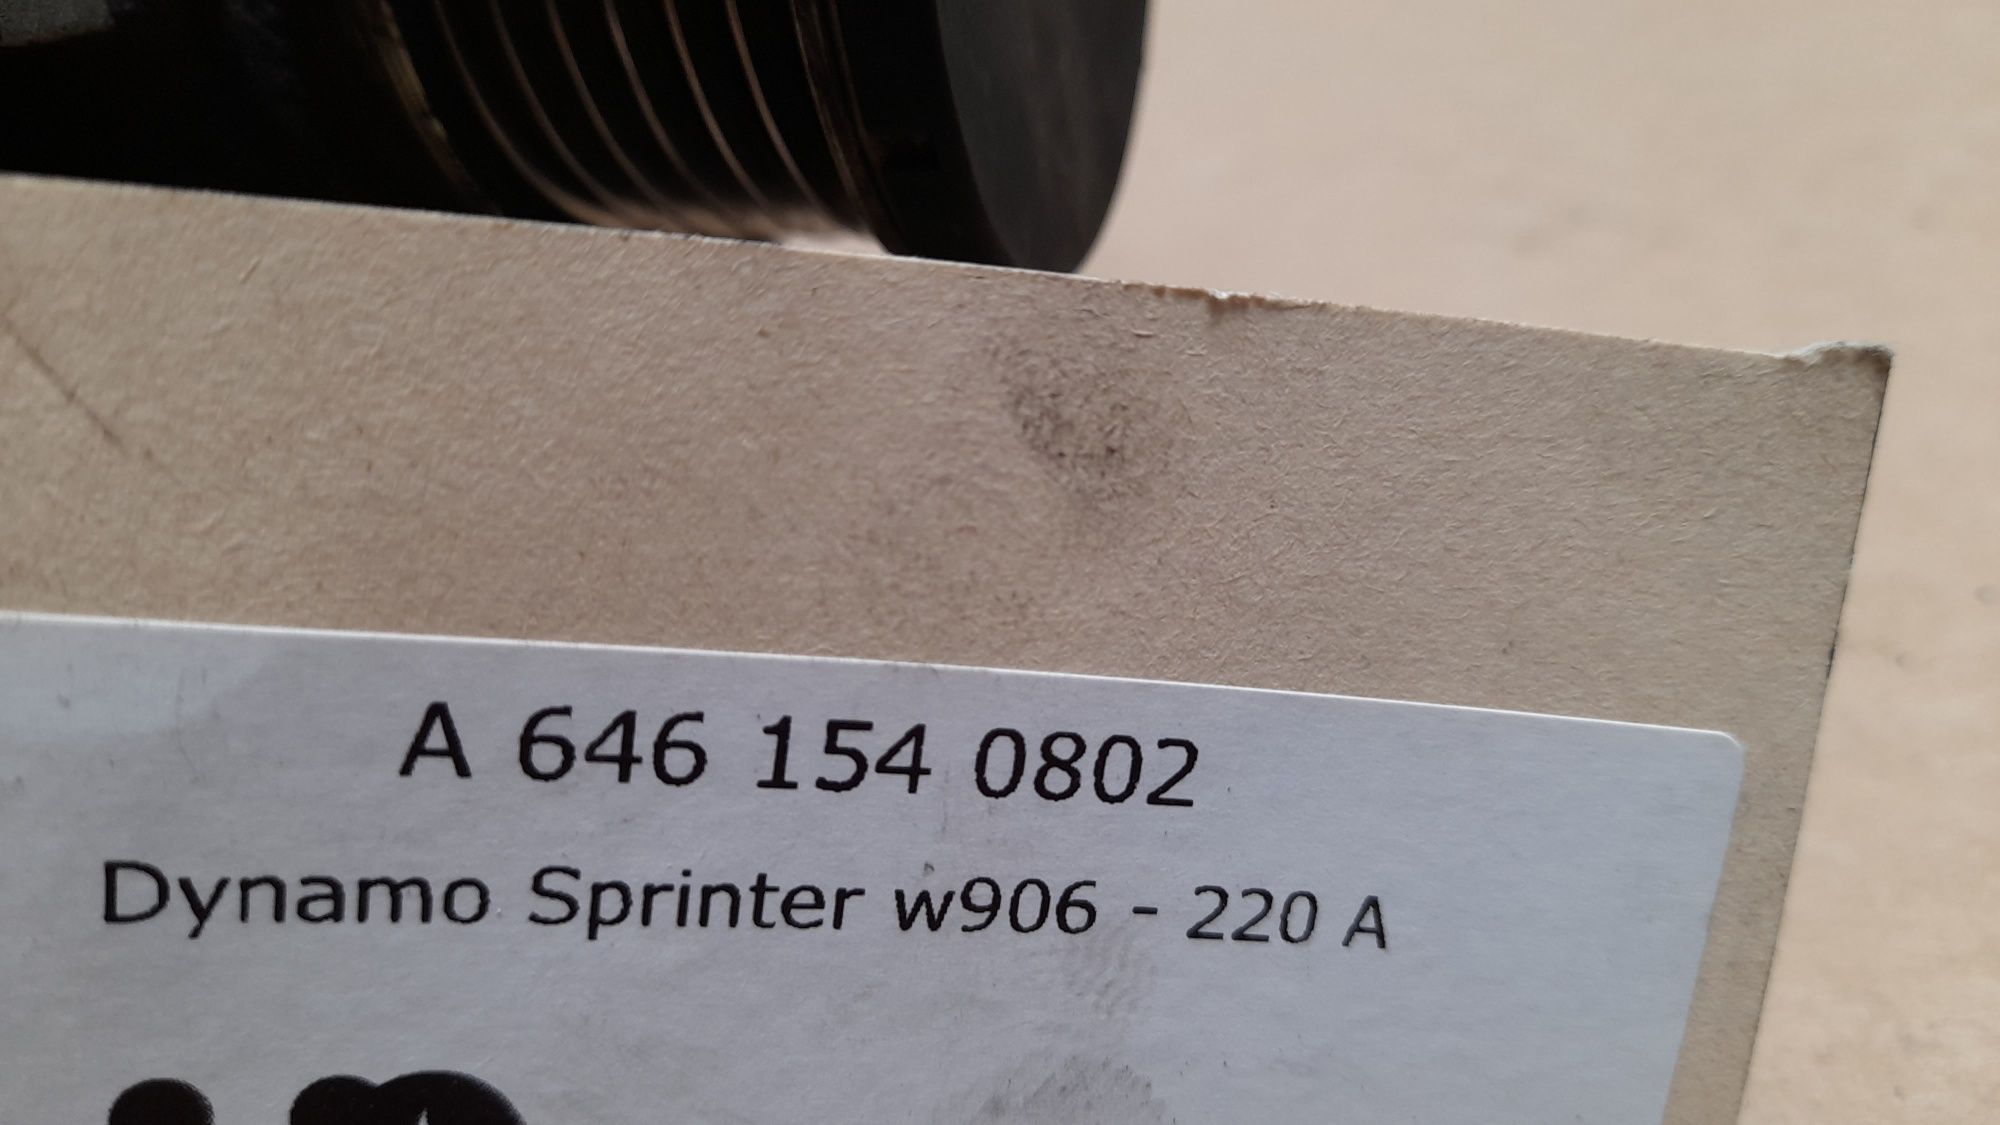 A 646 154 0802
Dynamo Sprinter w906 - 220 A